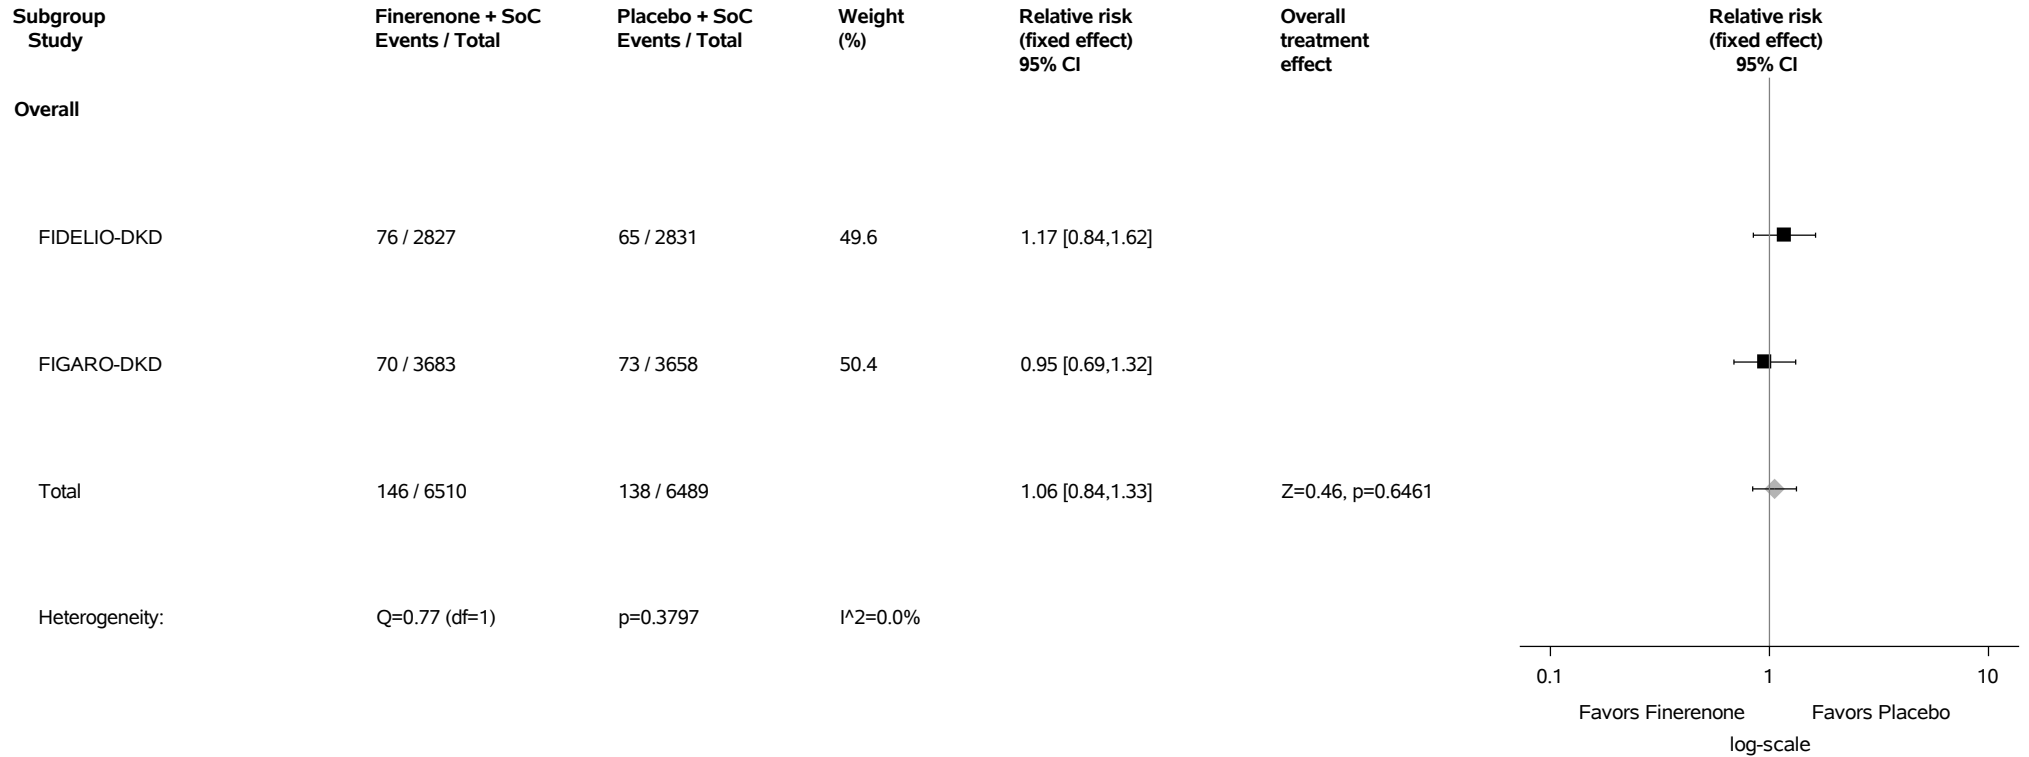 Subgroup Finerenone + SoC Placebo + SoC Weight Relative risk Overall Relative risk
Study Events / Total Events / Total (%) (fixed effect) treatment (fixed effect)
95% CI effect 95% CI
Overall
FIDELIO-DKD 76 / 2827 65 / 2831 49.6 1.17 [0.84,1.62]
FIGARO-DKD 70 / 3683 73 / 3658 50.4 0.95 [0.69,1.32]
Total 146 / 6510 138 / 6489 1.06 [0.84,1.33] Z=0.46, p=0.6461
Heterogeneity: Q=0.77 (df=1) p=0.3797 I^2=0.0%
0.1 1 10
Favors Finerenone Favors Placebo
log-scale